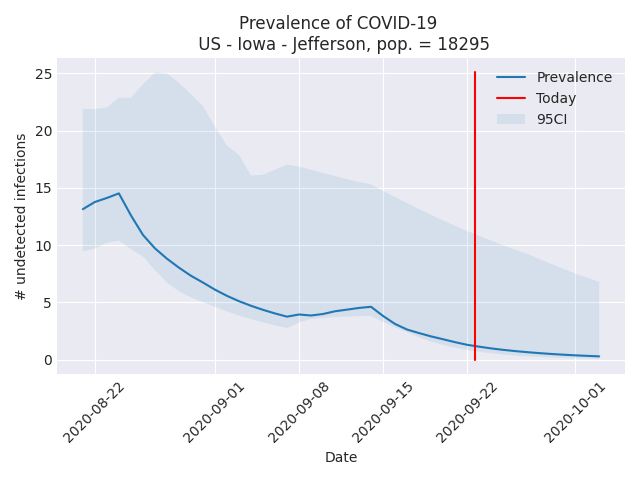 Prevalence of COVID-19
US - Iowa - Jefferson, pop. = 18295
Prevalence
Today
95CI
# undetected infections
25
20
15
10
5
0
2020-08-22
2020-09-01
2020-09-08
2020-09-15
2020-09-22
2020-10-01
Date